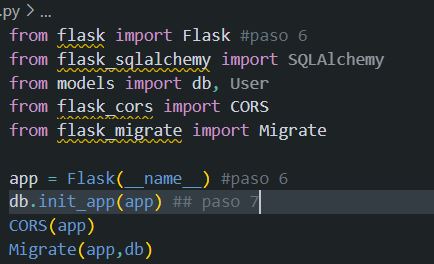 .py > ...
from flask import Flask #paso 6
from flask_sqlalchemy import SQLAlchemy
from models import db, User
from flask_cors import CORS
from flask_migrate import Migrate
app = Flask(__name__) #paso 6
db.init_app(app) ## paso 7
CORS(app)
Migrate(app,db)